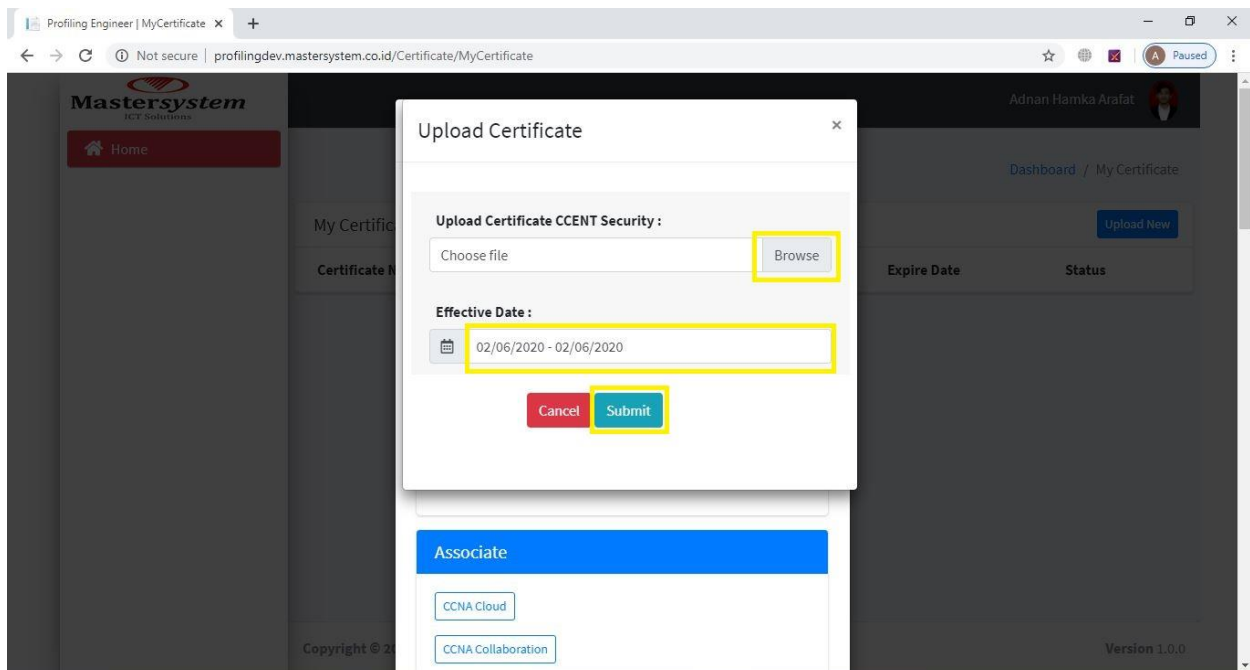 Profiling Engineer | MyCertificate
Not secure | profilingdev.mastersystem.co.id/Certificate/MyCertificate
A Paused
Mastersystem
ICT Solutions
Adnan Hamka Arafat
Home
Dashboard / My Certificate
Upload Certificate ×
My Certific
Upload New
Upload Certificate CCENT Security :
Choose file Browse
Certificate N
Expire Date Status
Effective Date :
02/06/2020 - 02/06/2020
Cancel Submit
Associate
CCNA Cloud
CCNA Collaboration
Copyright © 20
Version 1.0.0